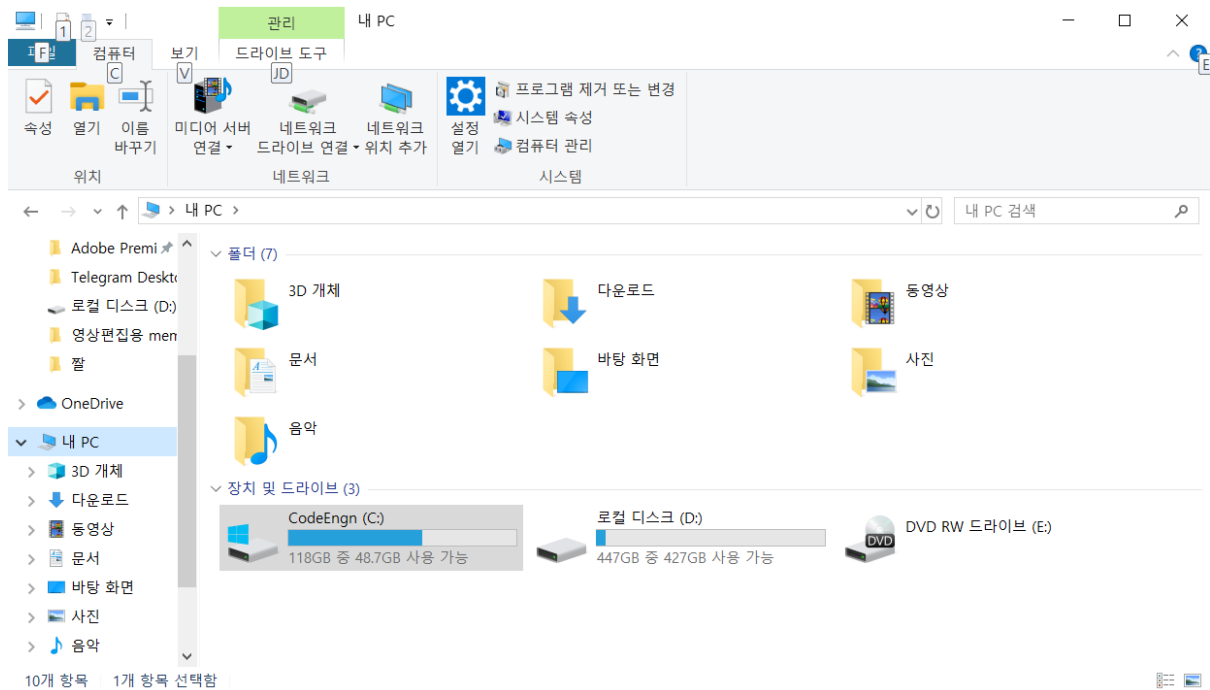 1 2 관리 내 PC
F 컴퓨터 보기 드라이브 도구
C V JD E
속성 열기 이름 바꾸기
미디어 서버 연결 네트워크 드라이브 연결 네트워크 위치 추가
설정 열기
프로그램 제거 또는 변경
시스템 속성
컴퓨터 관리
위치 네트워크 시스템
내 PC
내 PC 검색
Adobe Premi
Telegram Deskt
로컬 디스크 (D:)
영상편집용 mem
짤
OneDrive
내 PC
3D 개체
다운로드
동영상
문서
바탕 화면
사진
음악
폴더 (7)
3D 개체 다운로드 동영상
문서 바탕 화면 사진
음악
장치 및 드라이브 (3)
CodeEngn (C:)
118GB 중 48.7GB 사용 가능
로컬 디스크 (D:)
447GB 중 427GB 사용 가능
DVD RW 드라이브 (E:)
DVD
10개 항목 1개 항목 선택함